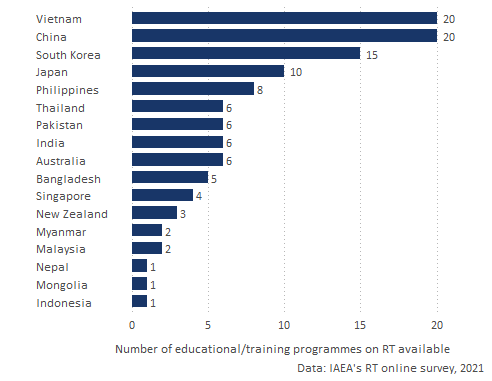 Vietnam 20
China 20
South Korea 15
Japan 10
Philippines 8
Thailand 6
Pakistan 6
India 6
Australia 6
Bangladesh 5
Singapore 4
New Zealand 3
Myanmar 2
Malaysia 2
Nepal 1
Mongolia 1
Indonesia 1
0 5 10 15 20
Number of educational/training programmes on RT available
Data: IAEA's RT online survey, 2021